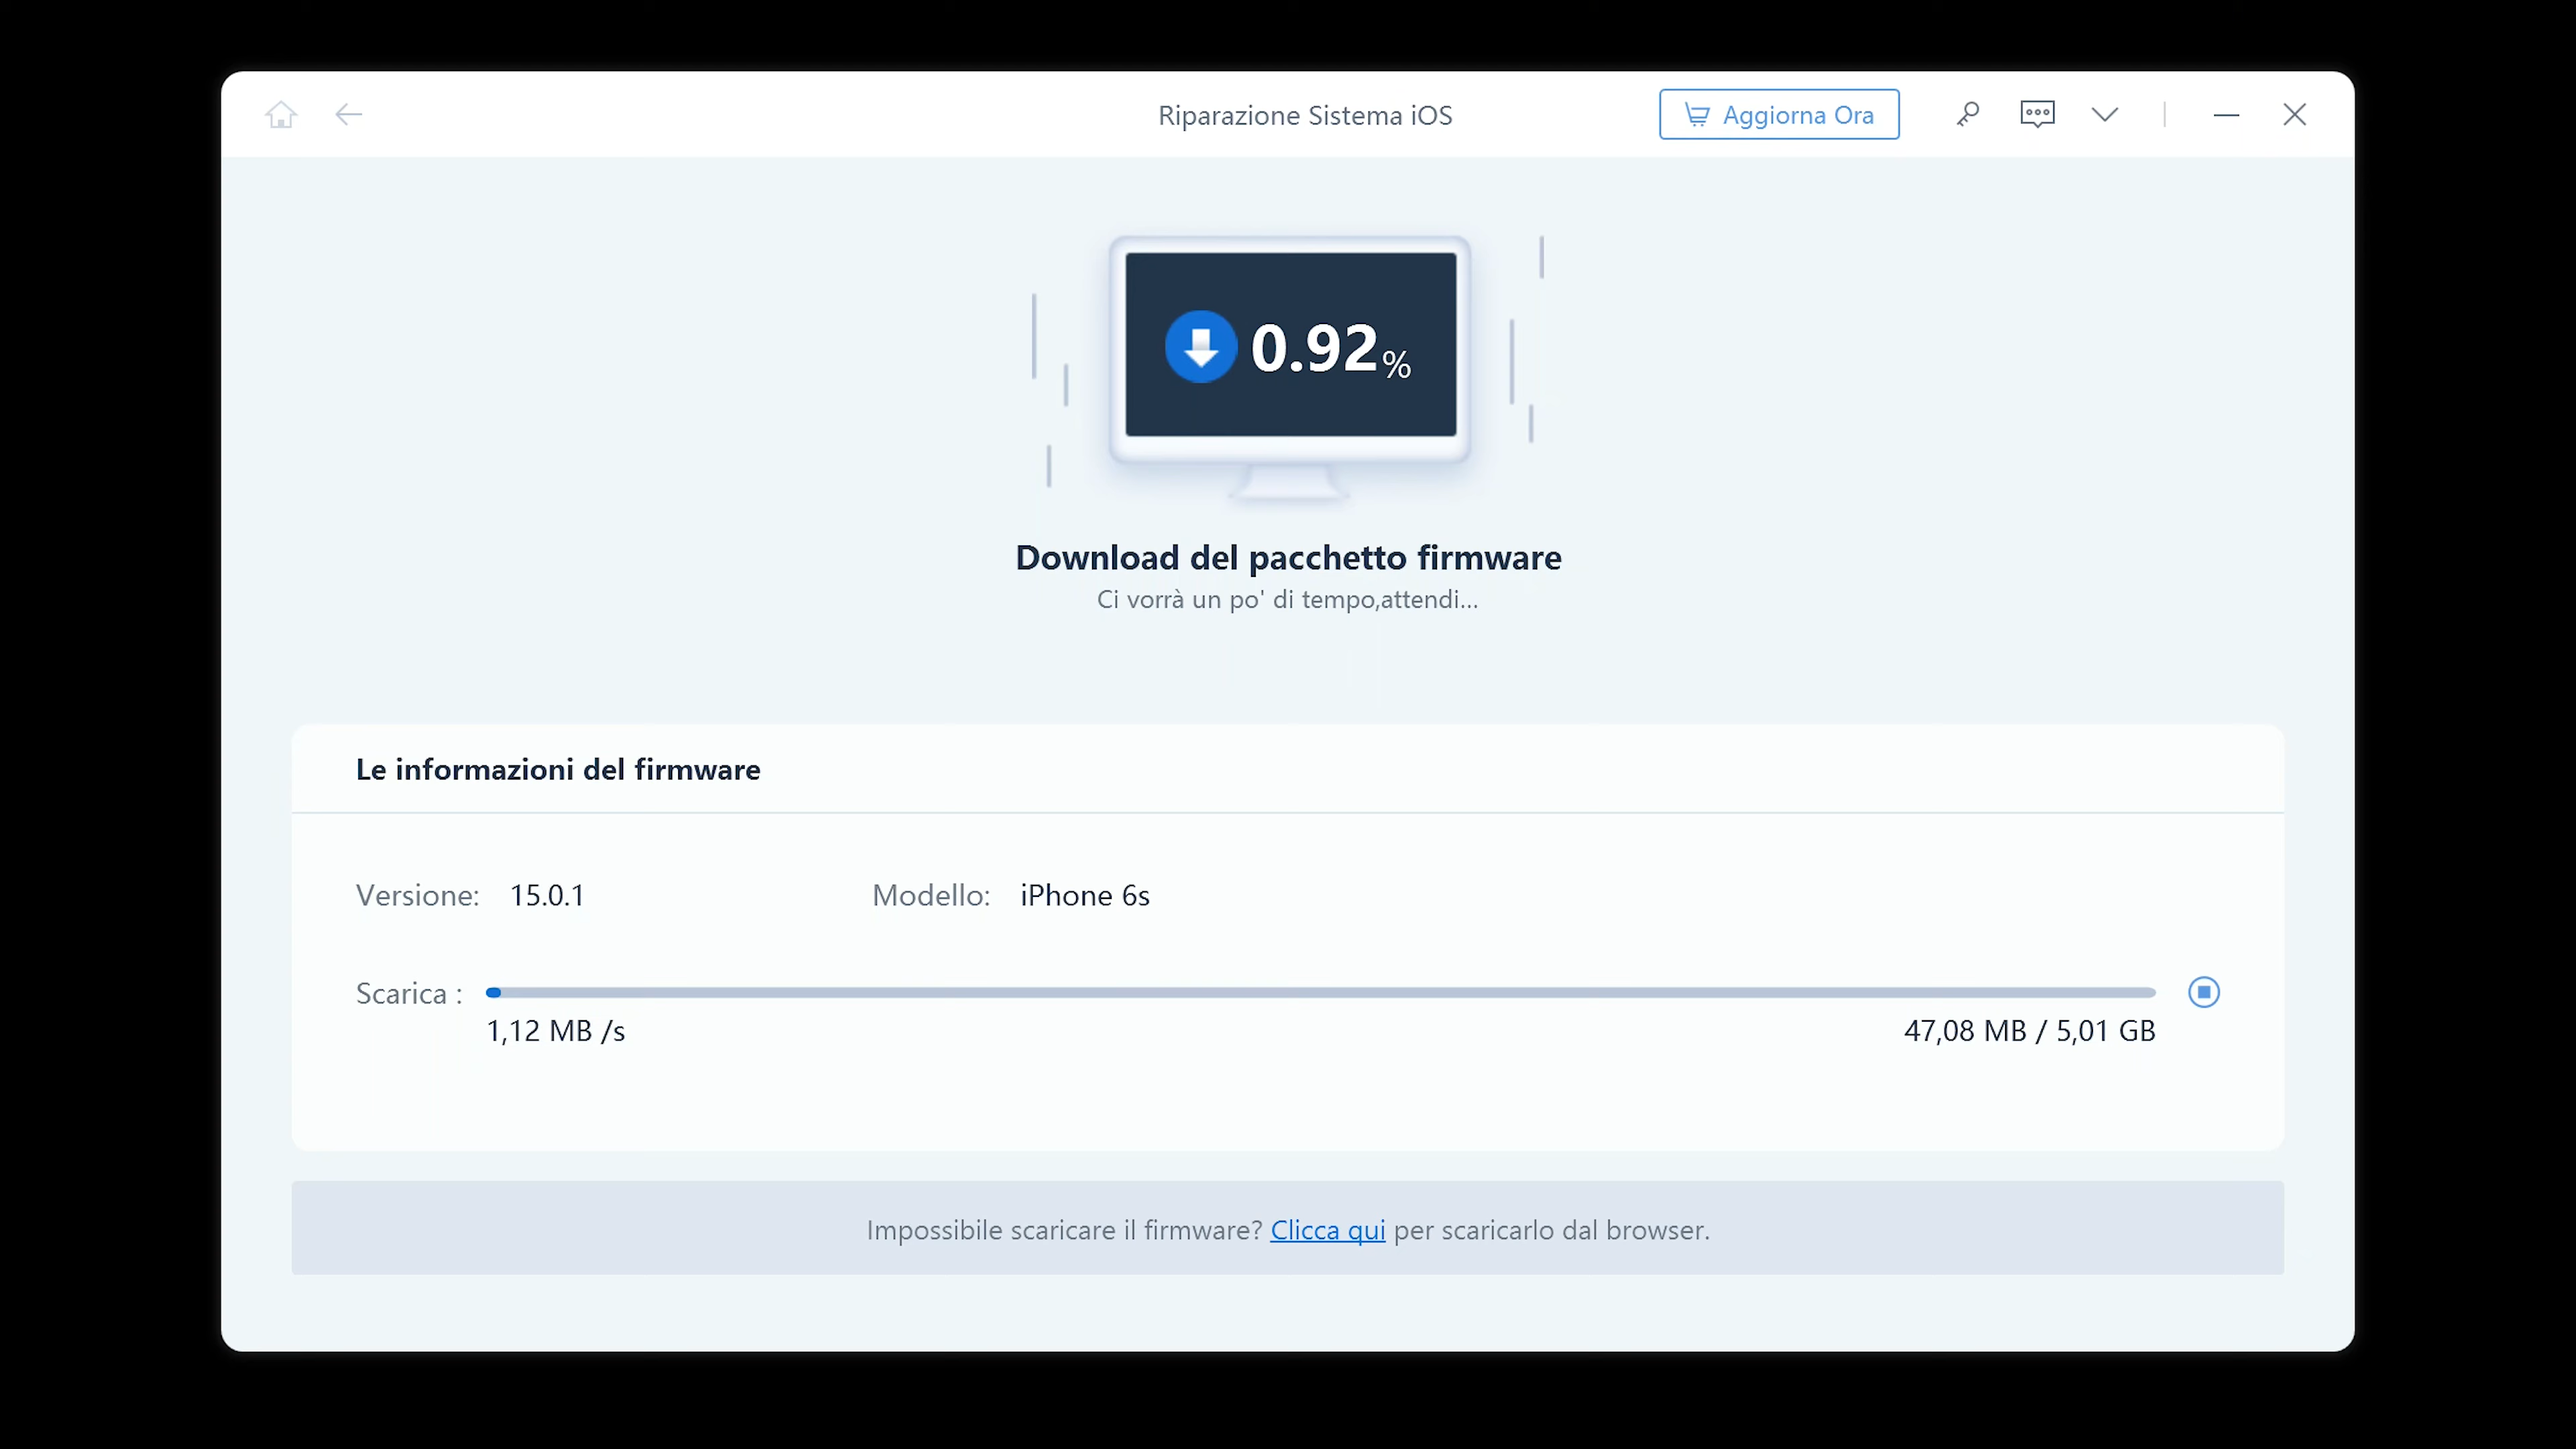 Riparazione Sistema iOS
Aggiorna Ora
0.92%
Download del pacchetto firmware
Ci vorrà un po' di tempo,attendi...
Le informazioni del firmware
Versione: 15.0.1 Modello: iPhone 6s
Scarica :
1,12 MB /s 47,08 MB / 5,01 GB
Impossibile scaricare il firmware? Clicca qui per scaricarlo dal browser.